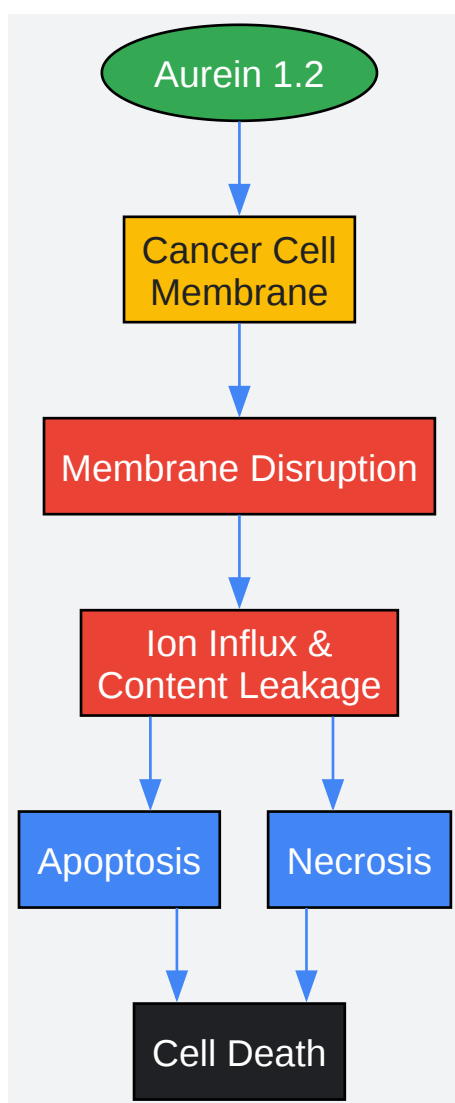 Aurein 1.2
Cancer Cell
Membrane
Membrane Disruption
Ion Influx &
Content Leakage
Apoptosis
Necrosis
Cell Death